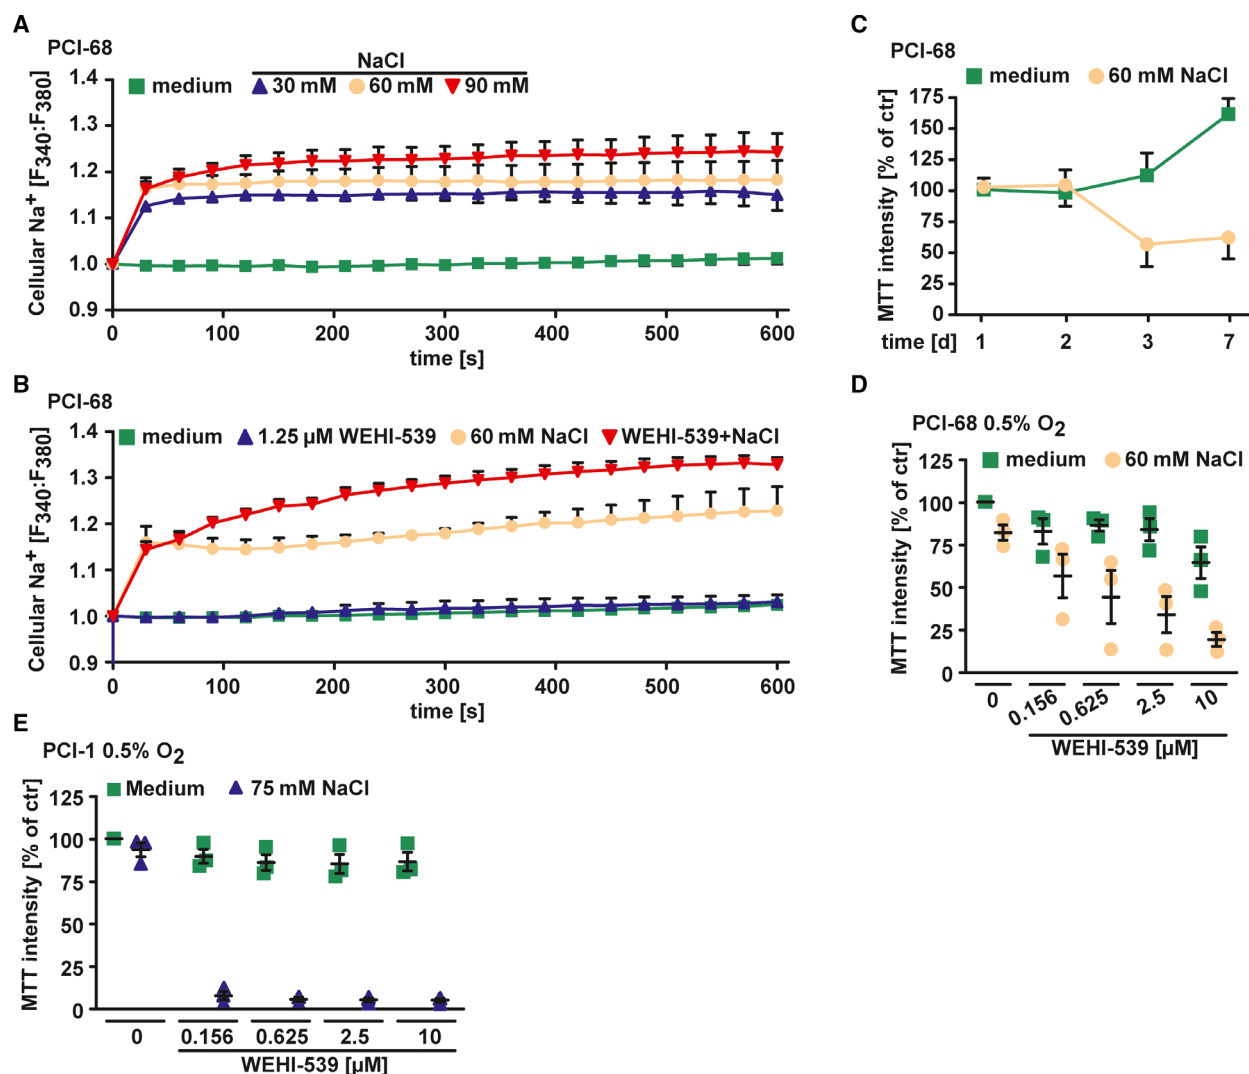 A
PCI-68
NaCl
medium 30 mM 60 mM 90 mM
Cellular Na+ [F340:F380]
1.4
1.3
1.2
1.1
1.0
0.9
0 100 200 300 400 500 600
time [s]
B
PCI-68
medium 1.25 µM WEHI-539 60 mM NaCl WEHI-539+NaCl
Cellular Na+ [F340:F380]
1.4
1.3
1.2
1.1
1.0
0.9
0 100 200 300 400 500 600
time [s]
C
PCI-68
medium 60 mM NaCl
MTT intensity [% of ctr]
175
150
125
100
75
50
25
0
time [d] 1 2 3 7
D
PCI-68 0.5% O2
medium 60 mM NaCl
MTT intensity [% of ctr]
125
100
75
50
25
0
0 0.156 0.625 2.5 10
WEHI-539 [µM]
E
PCI-1 0.5% O2
Medium 75 mM NaCl
MTT intensity [% of ctr]
125
100
75
50
25
0
0 0.156 0.625 2.5 10
WEHI-539 [µM]